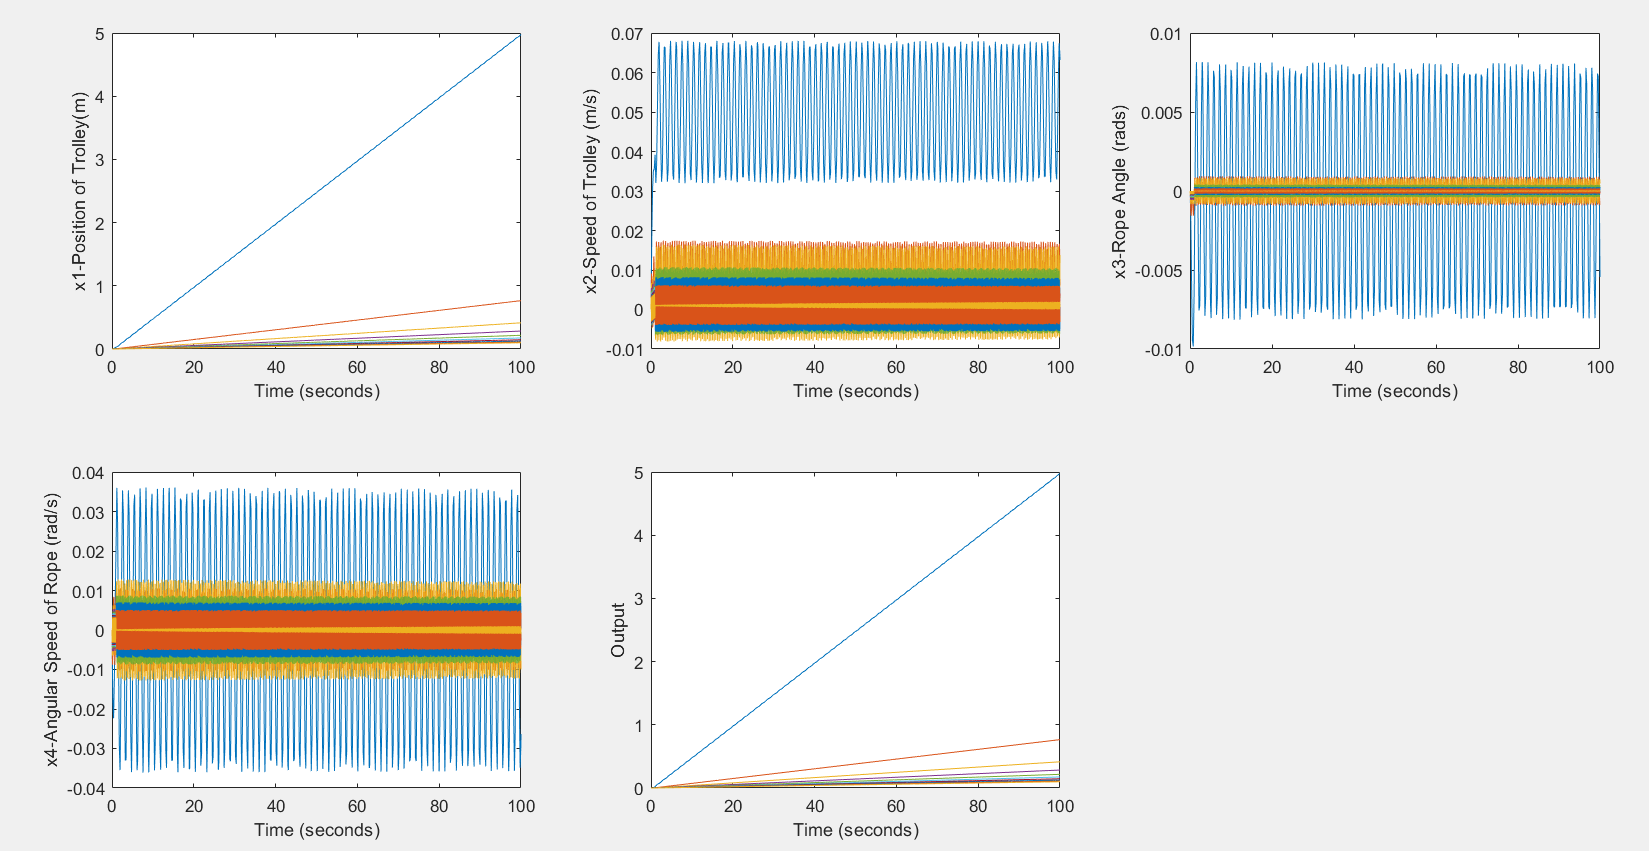 5
4
3
2
1
0
0 20 40 60 80 100
Time (seconds)
x1-Position of Trolley(m)
0.07
0.06
0.05
0.04
0.03
0.02
0.01
0
-0.01
0 20 40 60 80 100
Time (seconds)
x2-Speed of Trolley (m/s)
0.01
0.005
0
-0.005
-0.01
0 20 40 60 80 100
Time (seconds)
x3-Rope Angle (rads)
0.04
0.03
0.02
0.01
0
-0.01
-0.02
-0.03
-0.04
0 20 40 60 80 100
Time (seconds)
x4-Angular Speed of Rope (rad/s)
5
4
3
2
1
0
0 20 40 60 80 100
Time (seconds)
Output